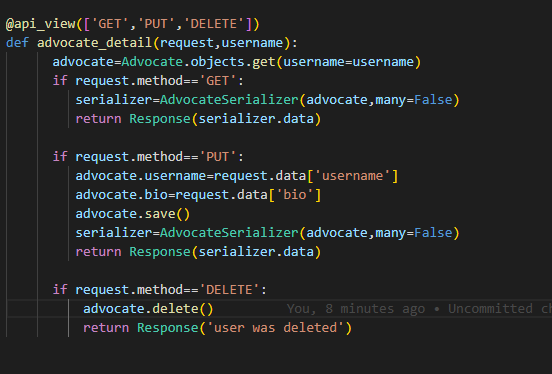 @api_view(['GET','PUT','DELETE'])
def advocate_detail(request,username):
advocate=Advocate.objects.get(username=username)
if request.method=='GET':
serializer=AdvocateSerializer(advocate,many=False)
return Response(serializer.data)
if request.method=='PUT':
advocate.username=request.data['username']
advocate.bio=request.data['bio']
advocate.save()
serializer=AdvocateSerializer(advocate,many=False)
return Response(serializer.data)
if request.method=='DELETE':
advocate.delete() You, 8 minutes ago • Uncommitted
return Response('user was deleted')